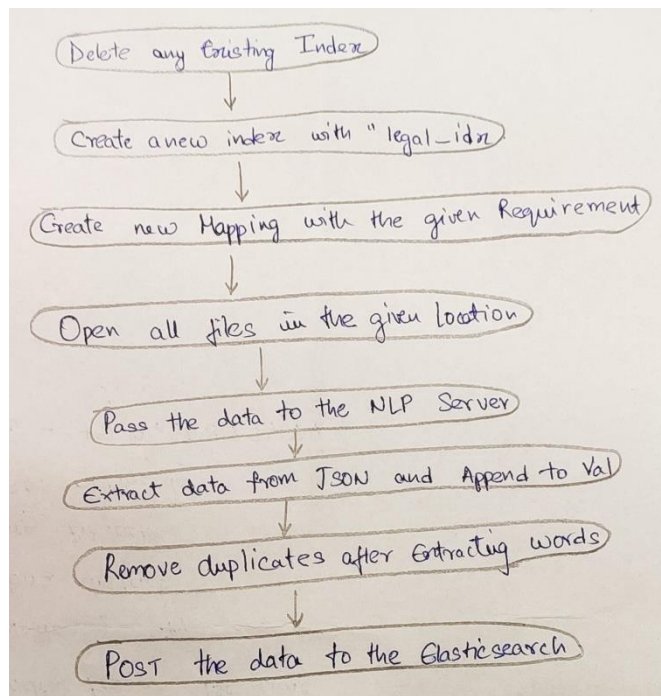 Delete any Existing Index
Create a new index with " legal_idx
Create new Mapping with the given Requirement
Open all files in the given Location
Pass the data to the NLP Server
Extract data from JSON and Append to Val
Remove duplicates after Extracting words
POST the data to the Elasticsearch